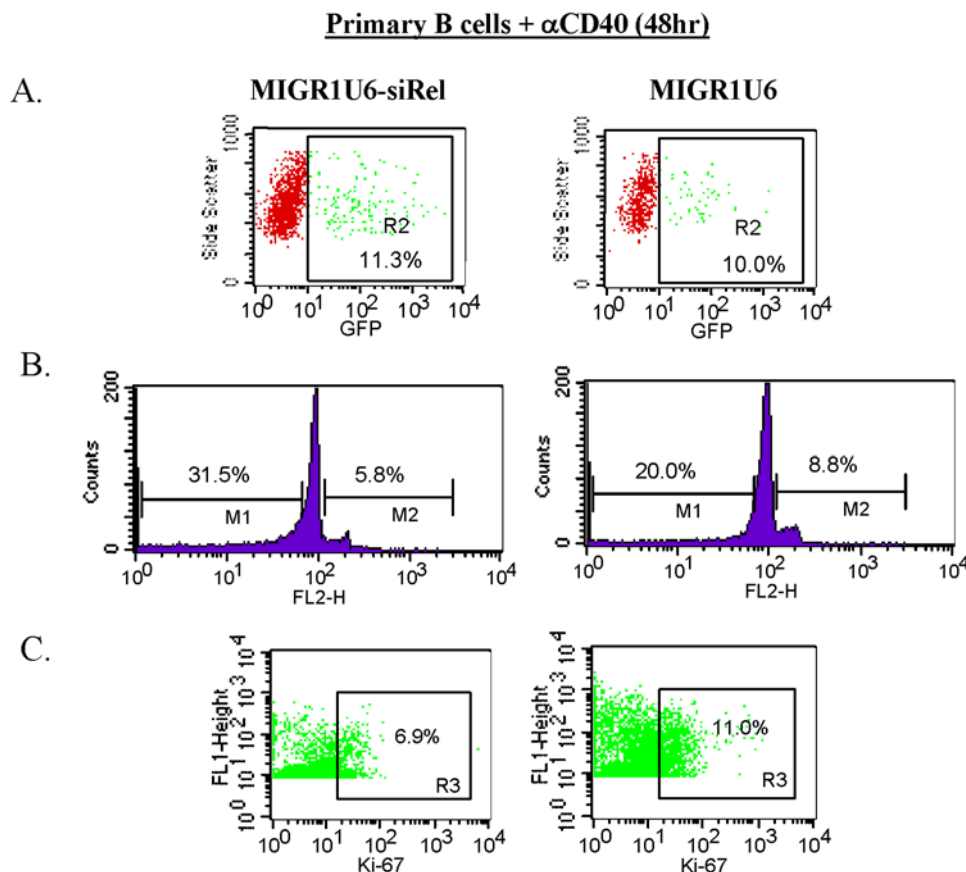 Primary B cells + αCD40 (48hr)
A.
MIGR1U6-siRel
MIGR1U6
Side Scatter
1000
0
R2
11.3%
10^0 10^1 10^2 10^3 10^4
GFP
Side Scatter
1000
0
R2
10.0%
10^0 10^1 10^2 10^3 10^4
GFP
B.
Counts
200
0
31.5%
5.8%
M1
M2
10^0 10^1 10^2 10^3 10^4
FL2-H
Counts
200
0
20.0%
8.8%
M1
M2
10^0 10^1 10^2 10^3 10^4
FL2-H
C.
FL1-Height
10^0 10^1 10^2 10^3 10^4
6.9%
R3
10^0 10^1 10^2 10^3 10^4
Ki-67
FL1-Height
10^0 10^1 10^2 10^3 10^4
11.0%
R3
10^0 10^1 10^2 10^3 10^4
Ki-67